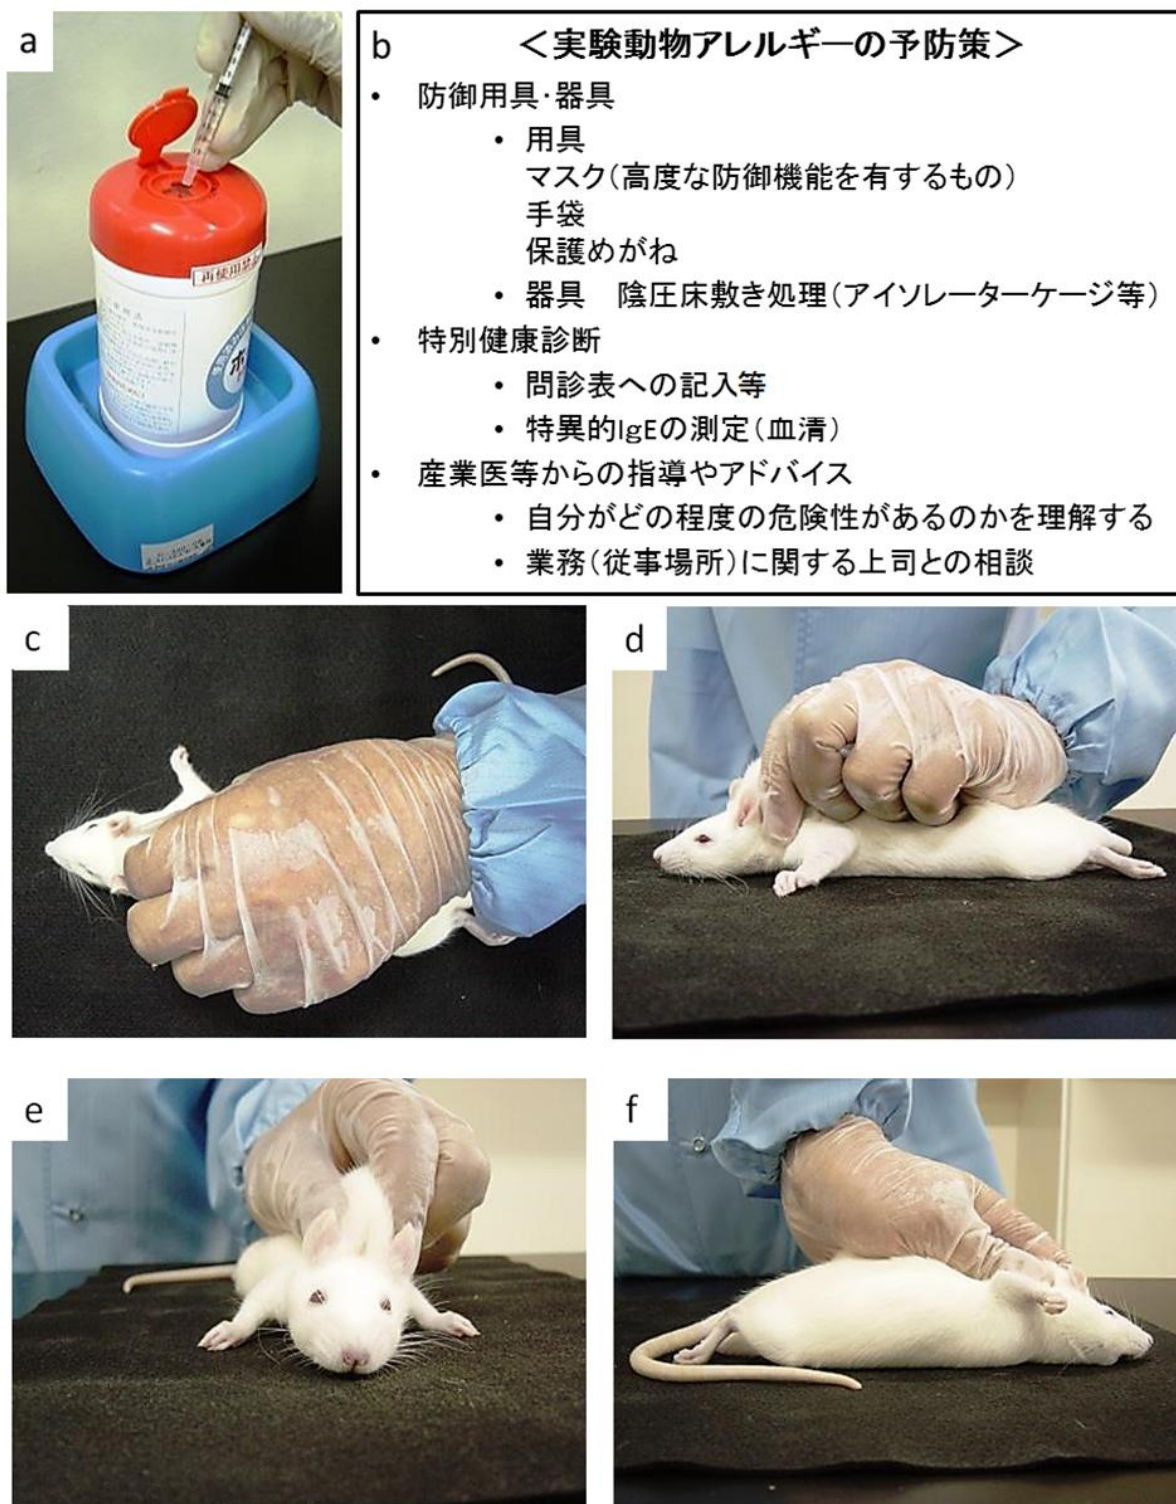 a
再使用禁止
b
<実験動物アレルギーの予防策>
• 防御用具・器具
• 用具
マスク(高度な防御機能を有するもの)
手袋
保護めがね
• 器具 陰圧床敷き処理(アイソレーターケージ等)
• 特別健康診断
• 問診表への記入等
• 特異的IgEの測定(血清)
• 産業医等からの指導やアドバイス
• 自分がどの程度の危険性があるのかを理解する
• 業務(従事場所)に関する上司との相談
c
d
e
f